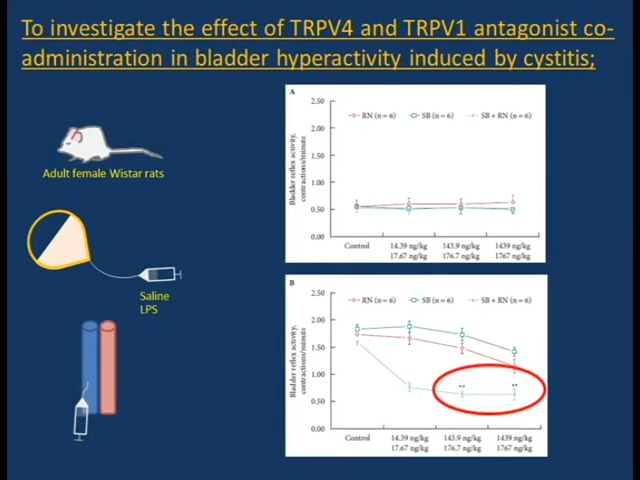 To investigate the effect of TRPV4 and TRPV1 antagonist co-
administration in bladder hyperactivity induced by cystitis;
Adult female Wistar rats
Saline
LPS
A
RN (n = 6) SB (n = 6) SB + RN (n = 6)
Bladder reflex activity,
contractions/minute
2.50
2.00
1.50
1.00
0.50
0.00
Control 14.39 ng/kg 143.9 ng/kg 1439 ng/kg
17.67 ng/kg 176.7 ng/kg 1767 ng/kg
B
RN (n = 6) SB (n = 6) SB + RN (n = 6)
Bladder reflex activity,
contractions/minute
2.50
2.00
1.50
1.00
0.50
0.00
** **
Control 14.39 ng/kg 143.9 ng/kg 1439 ng/kg
17.67 ng/kg 176.7 ng/kg 1767 ng/kg